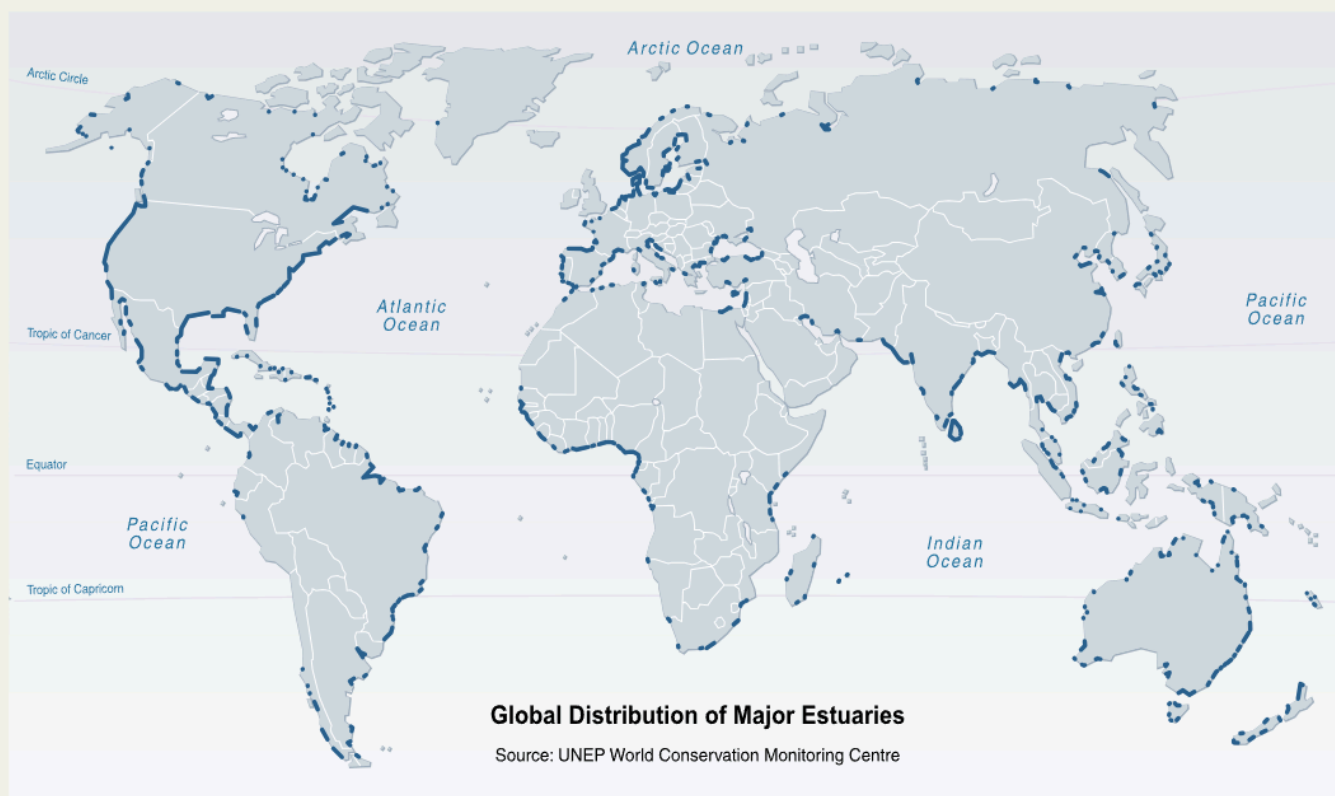 Arctic Ocean
Arctic Circle
Atlantic
Ocean
Pacific
Ocean
Tropic of Cancer
Equator
Pacific
Ocean
Indian
Ocean
Tropic of Capricorn
Global Distribution of Major Estuaries
Source: UNEP World Conservation Monitoring Centre